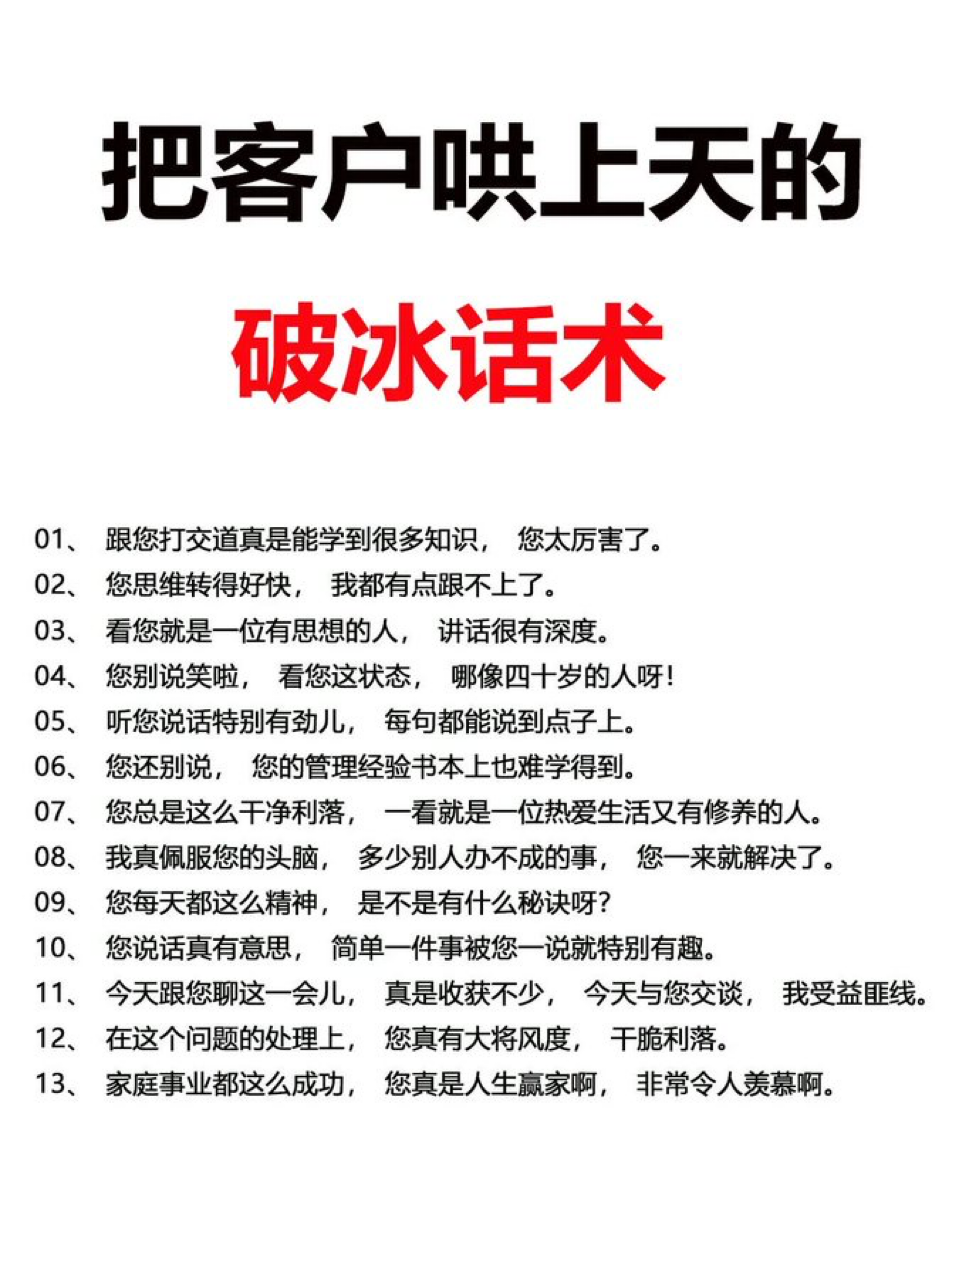 把客户哄上天的
破冰话术
01、 跟您打交道真是能学到很多知识， 您太厉害了。
02、 您思维转得好快， 我都有点跟不上了。
03、 看您就是一位有思想的人， 讲话很有深度。
04、 您别说笑啦， 看您这状态， 哪像四十岁的人呀！
05、 听您说话特别有劲儿， 每句都能说到点子上。
06、 您还别说， 您的管理经验书本上也难学得到。
07、 您总是这么干净利落， 一看就是一位热爱生活又有修养的人。
08、 我真佩服您的头脑， 多少别人办不成的事， 您一来就解决了。
09、 您每天都这么精神， 是不是有什么秘诀呀？
10、 您说话真有意思， 简单一件事被您一说就特别有趣。
11、 今天跟您聊这一会儿， 真是收获不少， 今天与您交谈， 我受益匪线。
12、 在这个问题的处理上， 您真有大将风度， 干脆利落。
13、 家庭事业都这么成功， 您真是人生赢家啊， 非常令人羡慕啊。